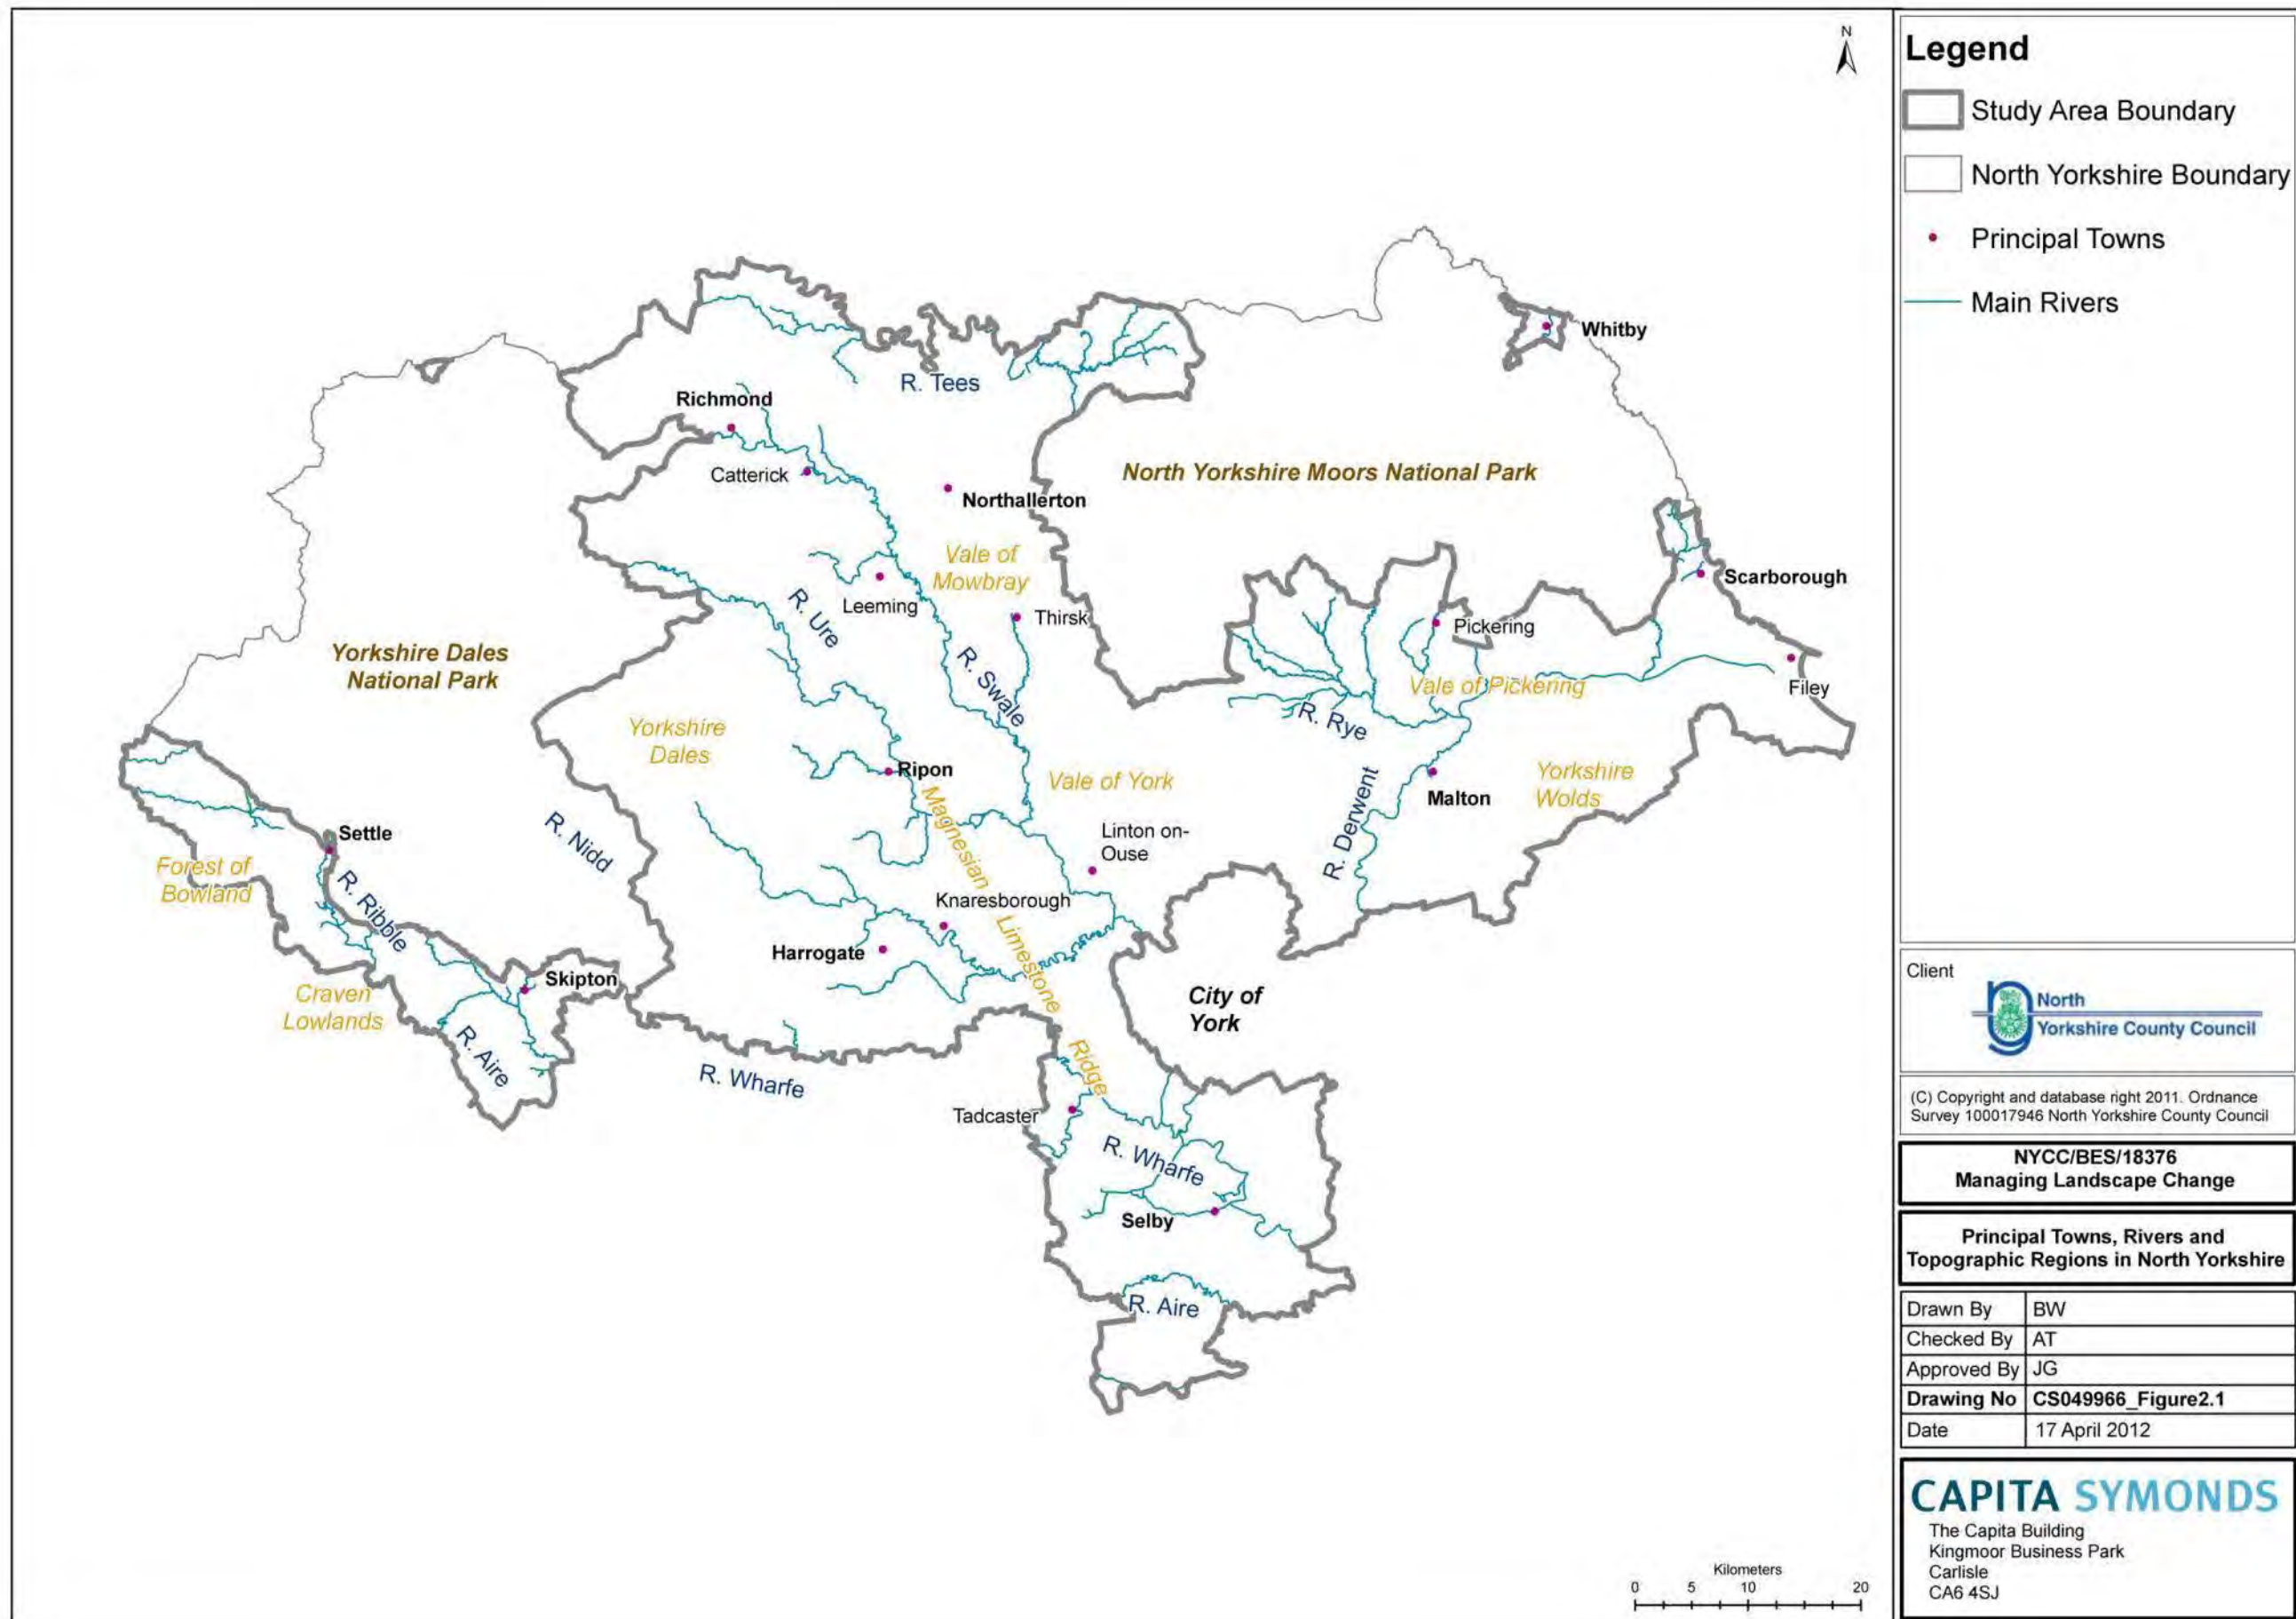 N
Whitby
R. Tees
Richmond
Catterick
North Yorkshire Moors National Park
Northallerton
Vale of
Mowbray
Scarborough
R. Ure
Leeming
Thirsk
Pickering
Yorkshire Dales
National Park
R. Swale
Vale of Pickering
Filey
Yorkshire
Dales
R. Rye
Ripon
Vale of York
Yorkshire
Wolds
R. Derwent
Malton
Magnesian Limestone Ridge
Settle
R. Nidd
Linton on-
Ouse
Forest of
Bowland
R. Ribble
Knaresborough
Harrogate
Skipton
Craven
Lowlands
City of
York
R. Aire
R. Wharfe
Tadcaster
R. Wharfe
Selby
R. Aire
Kilometers
0 5 10 20
Legend
Study Area Boundary
North Yorkshire Boundary
Principal Towns
Main Rivers
Client
North
Yorkshire County Council
(C) Copyright and database right 2011. Ordnance
Survey 100017946 North Yorkshire County Council
NYCC/BES/18376
Managing Landscape Change
Principal Towns, Rivers and
Topographic Regions in North Yorkshire
Drawn By BW
Checked By AT
Approved By JG
Drawing No CS049966_Figure2.1
Date 17 April 2012
CAPITA SYMONDS
The Capita Building
Kingmoor Business Park
Carlisle
CA6 4SJ